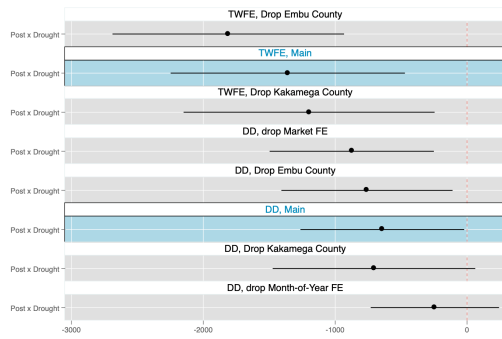 TWFE, Drop Embu County
Post x Drought
TWFE, Main
Post x Drought
TWFE, Drop Kakamega County
Post x Drought
DD, drop Market FE
Post x Drought
DD, Drop Embu County
Post x Drought
DD, Main
Post x Drought
DD, Drop Kakamega County
Post x Drought
DD, drop Month-of-Year FE
Post x Drought
-3000 -2000 -1000 0